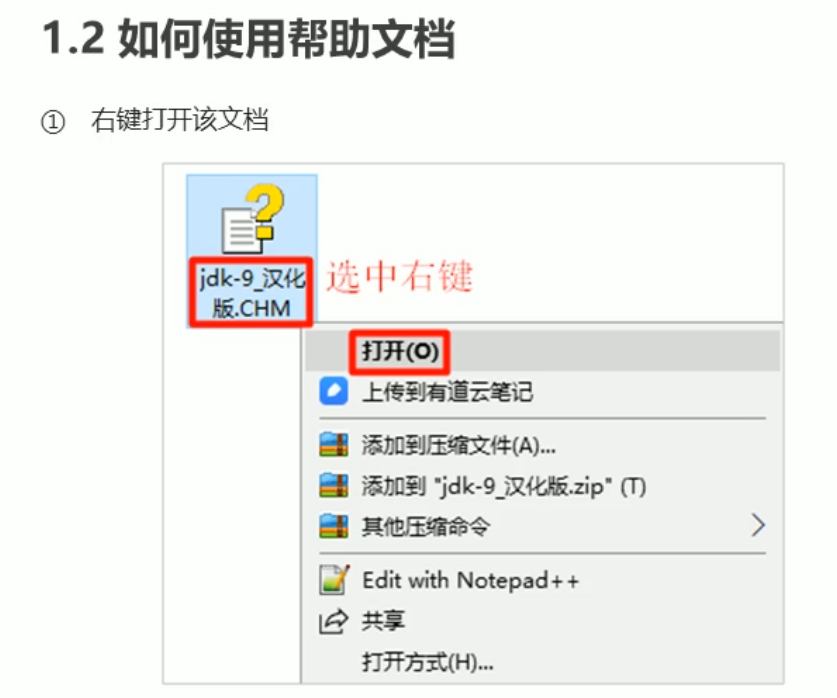 1.2 如何使用帮助文档
① 右键打开该文档
jdk-9_汉化
版.CHM
选中右键
打开(O)
上传到有道云笔记
添加到压缩文件(A)...
添加到 "jdk-9_汉化版.zip" (T)
其他压缩命令
Edit with Notepad++
共享
打开方式(H)...